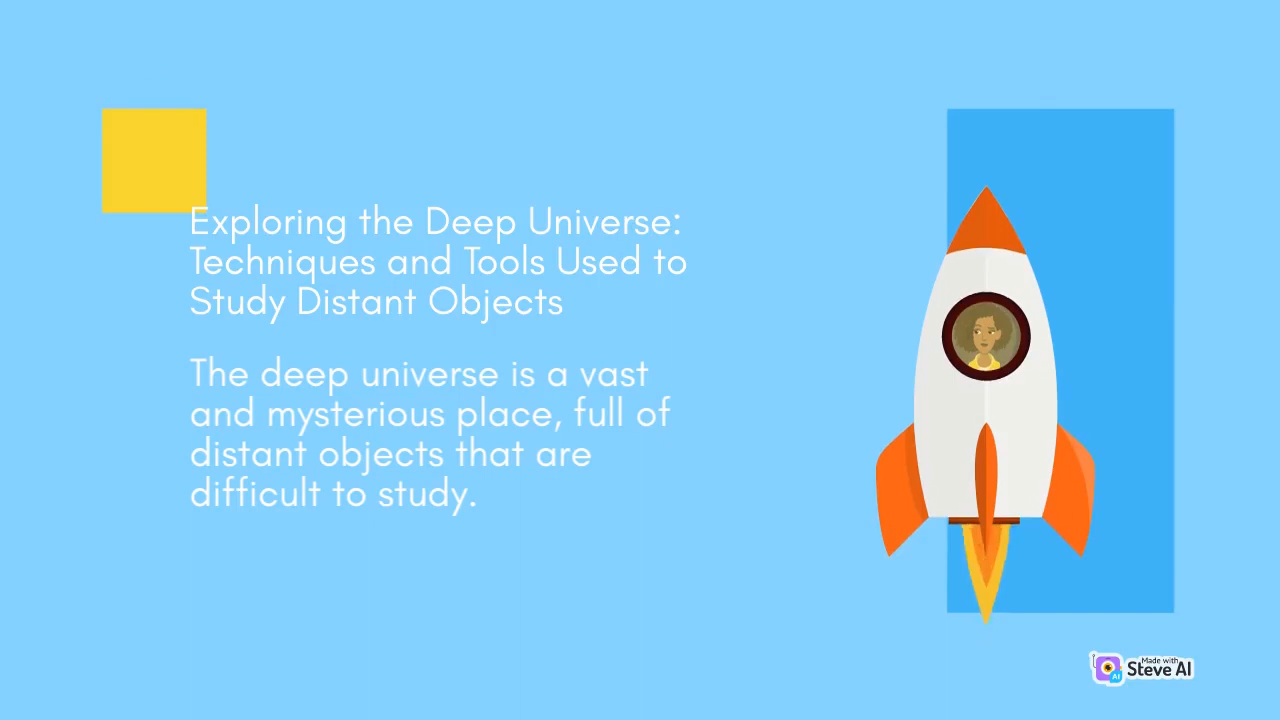 Exploring the Deep Universe:
Techniques and Tools Used to
Study Distant Objects
The deep universe is a vast
and mysterious place, full of
distant objects that are
difficult to study.
Made with
Steve AI
AI